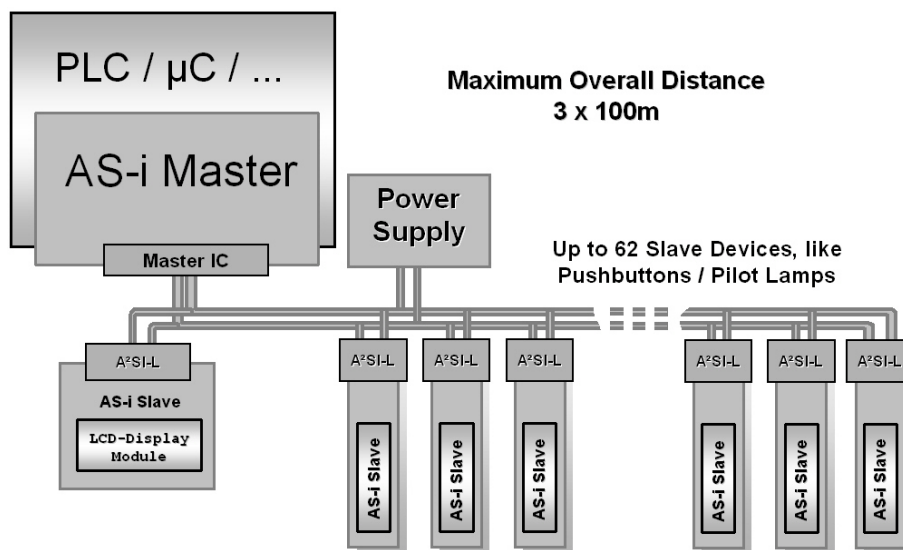 PLC / µC / ...
Maximum Overall Distance
3 x 100m
AS-i Master
Power
Supply
Master IC
Up to 62 Slave Devices, like
Pushbuttons / Pilot Lamps
A²SI-L
A²SI-L
A²SI-L
A²SI-L
A²SI-L
A²SI-L
A²SI-L
AS-i Slave
LCD-Display
Module
AS-i Slave
AS-i Slave
AS-i Slave
AS-i Slave
AS-i Slave
AS-i Slave